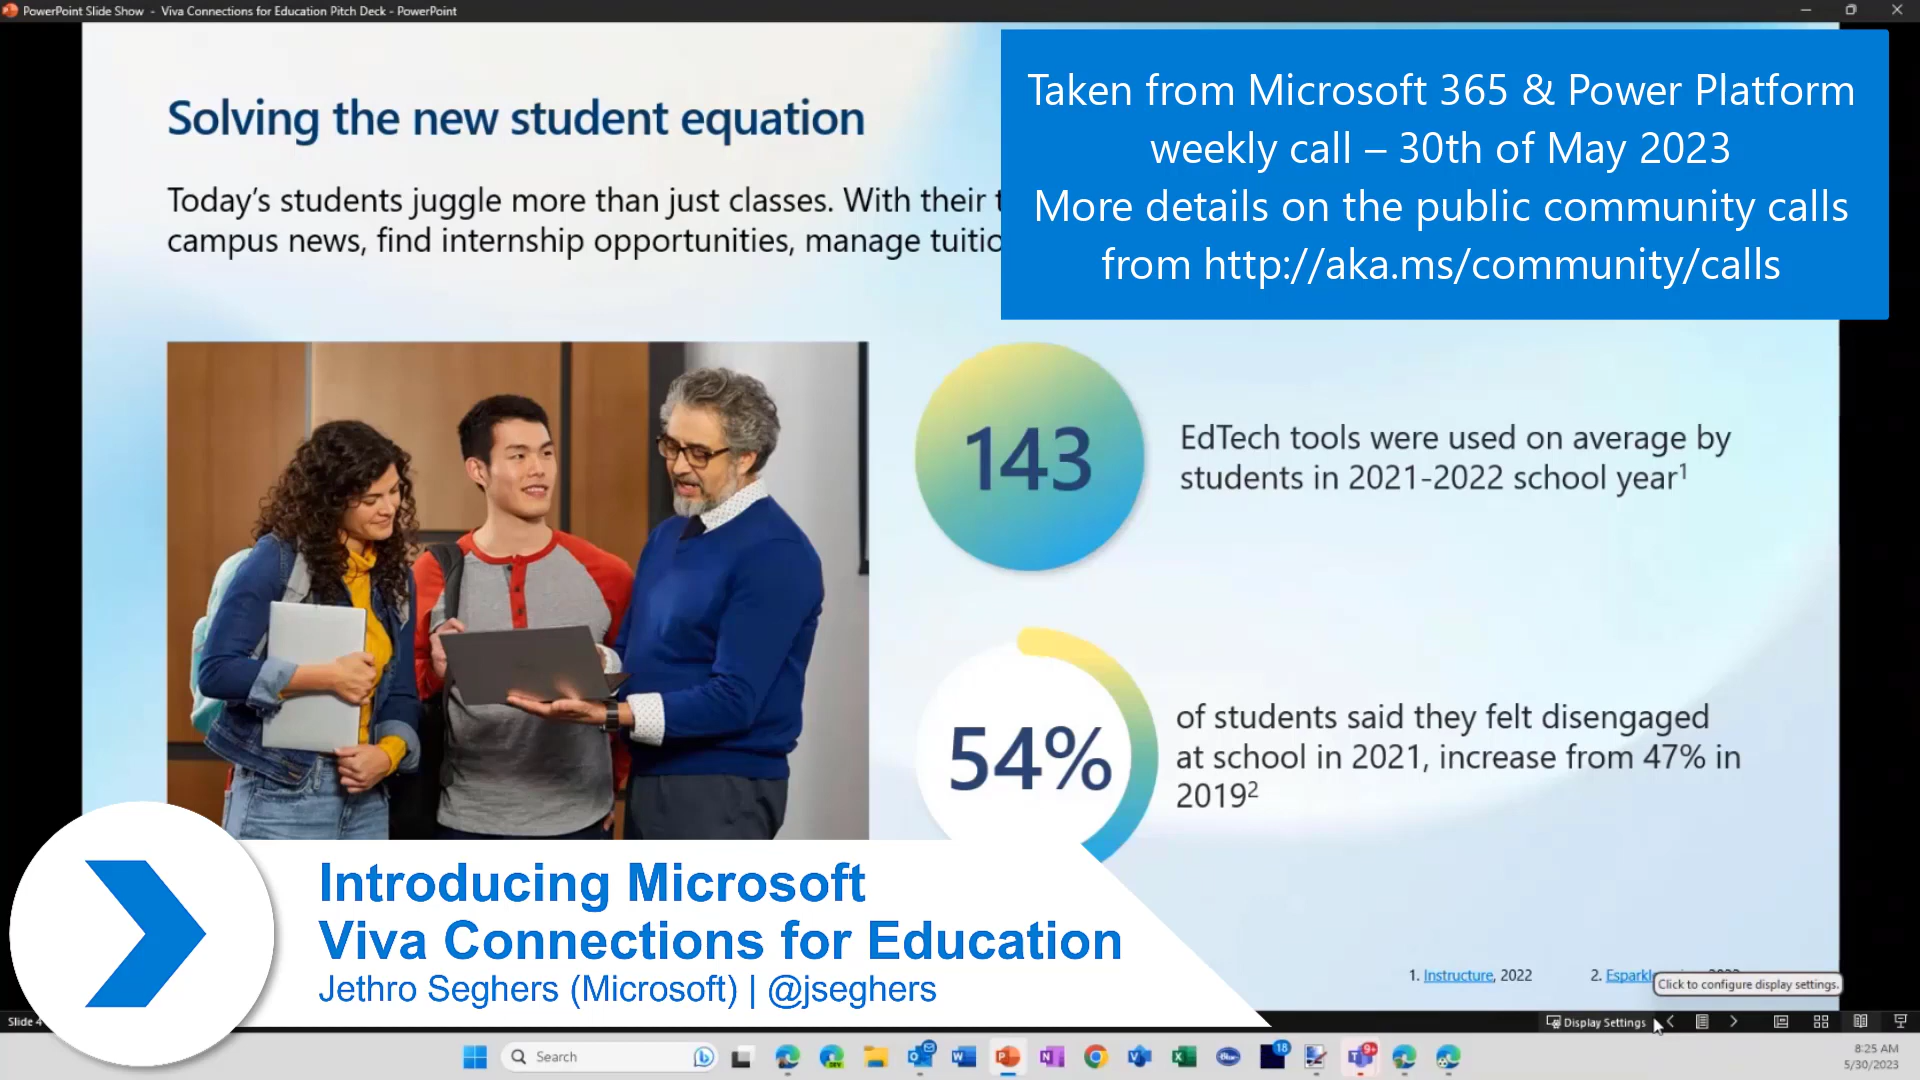 PowerPoint Slide Show - Viva Connections for Education Pitch Deck - PowerPoint
Taken from Microsoft 365 & Power Platform
weekly call – 30th of May 2023
More details on the public community calls
from http://aka.ms/community/calls
Solving the new student equation
Today’s students juggle more than just classes. With their
campus news, find internship opportunities, manage
143
EdTech tools were used on average by
students in 2021-2022 school year¹
54%
of students said they felt disengaged
at school in 2021, increase from 47% in
2019²
Introducing Microsoft
Viva Connections for Education
Jethro Seghers (Microsoft) | @jseghers
1. Instructure, 2022
2.
Click to configure display settings.
Slide 4
Display Settings
Search
18
9+
8:25 AM
5/30/2023